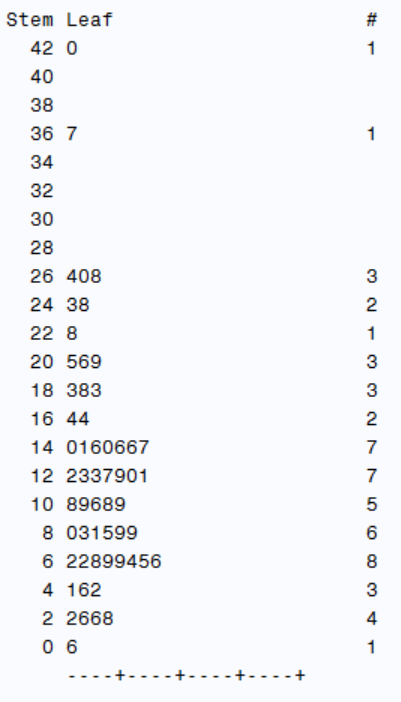 Stem Leaf #
42 0 1
40
38
36 7 1
34
32
30
28
26 408 3
24 38 2
22 8 1
20 569 3
18 383 3
16 44 2
14 0160667 7
12 2337901 7
10 89689 5
8 031599 6
6 22899456 8
4 162 3
2 2668 4
0 6 1
----+----+----+----+